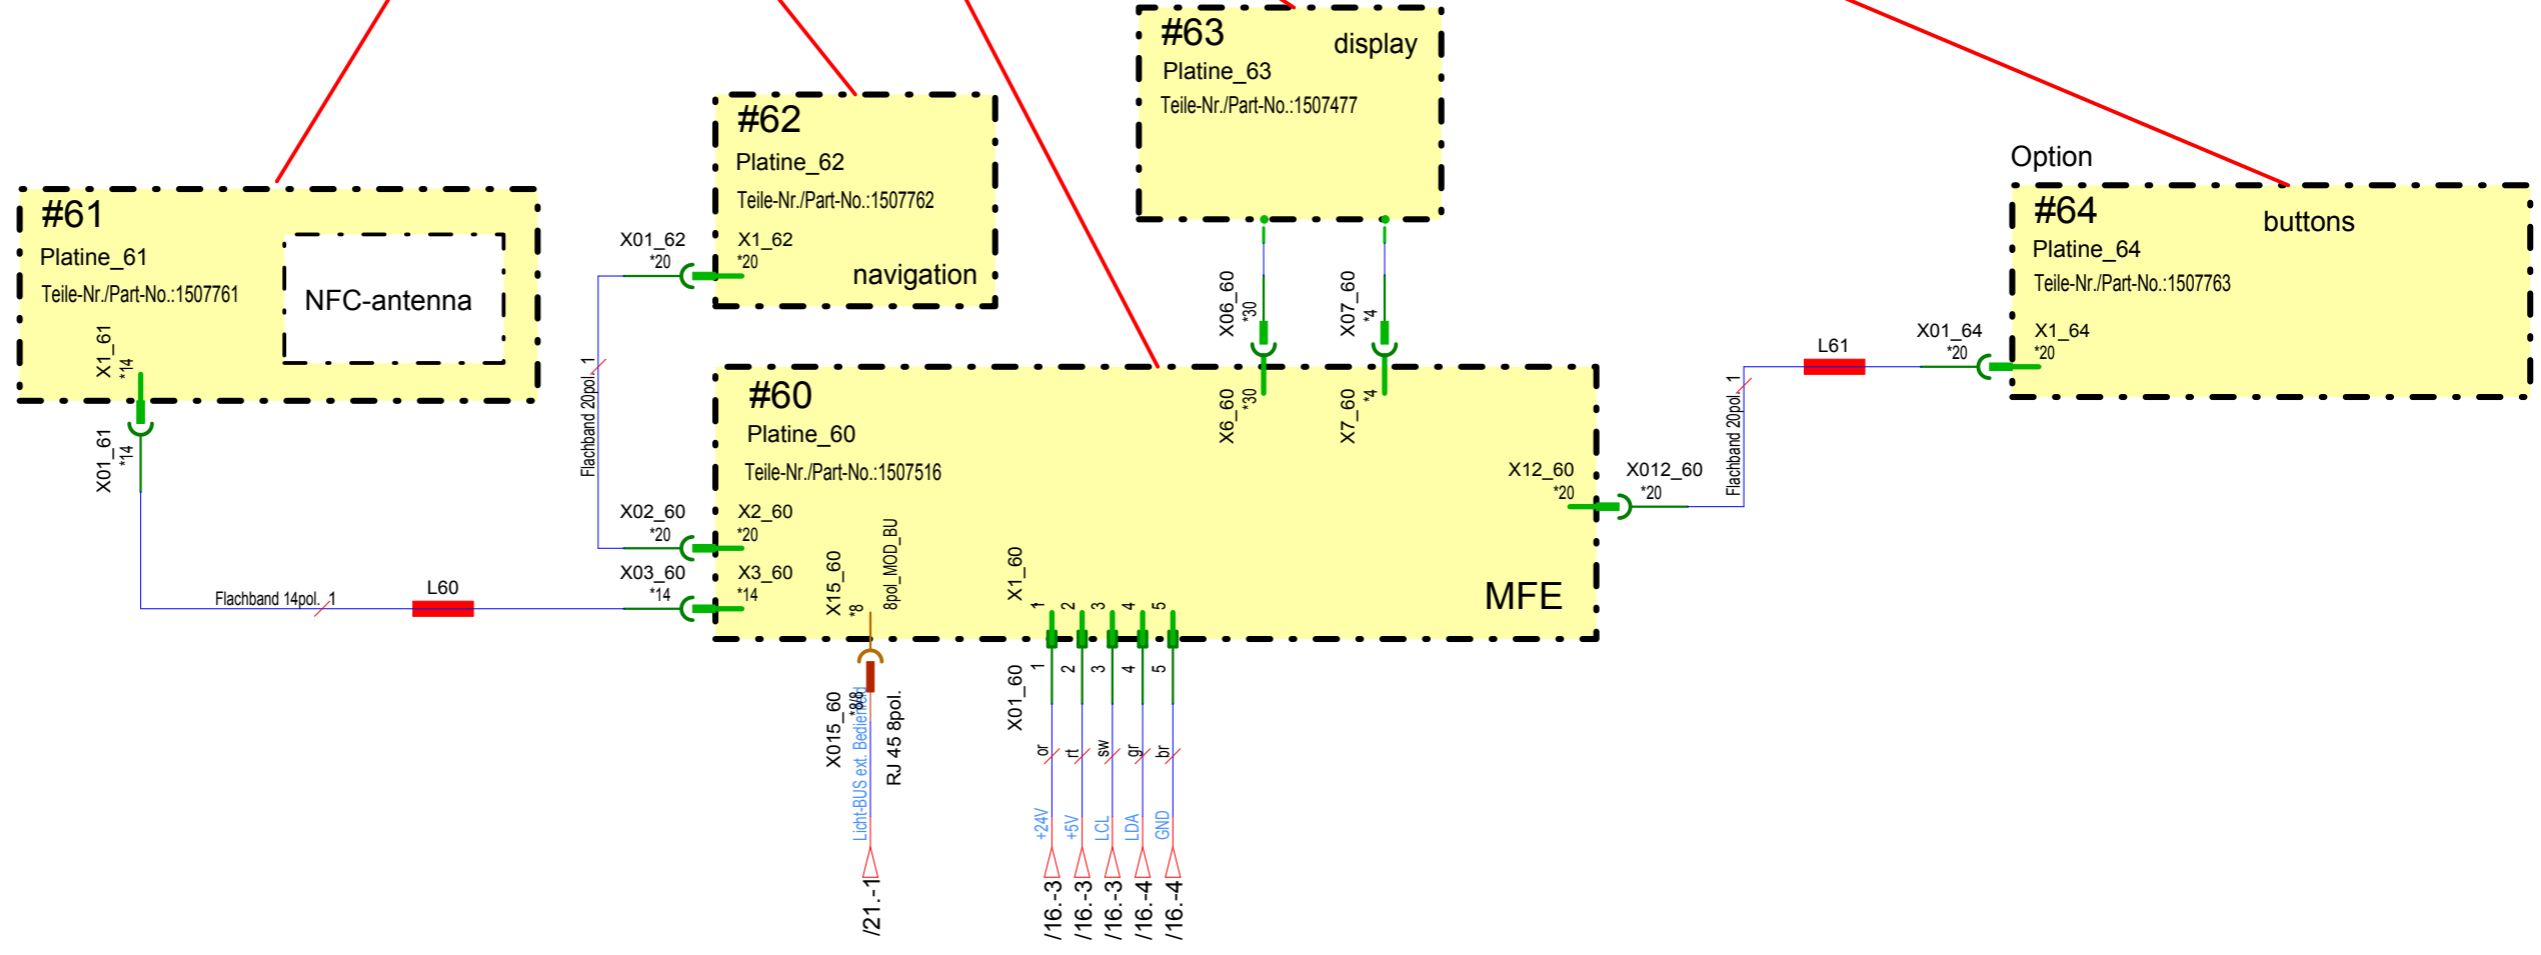 #63
display
Platine_63
Teile-Nr./Part-No.:1507477
#62
Platine_62
Teile-Nr./Part-No.:1507762
navigation
X01_62
*20
X1_62
*20
Option
#64
buttons
Platine_64
Teile-Nr./Part-No.:1507763
X01_64
*20
X1_64
*20
L61
Flachband 20pol. 1
#61
Platine_61
Teile-Nr./Part-No.:1507761
NFC-antenna
X1_61
*14
X01_61
*14
Flachband 14pol. 1
L60
Flachband 20pol. 1
X06_60
*30
X07_60
*4
X6_60
*30
X7_60
*4
#60
Platine_60
Teile-Nr./Part-No.:1507516
MFE
X12_60
*20
X012_60
*20
X02_60
*20
X2_60
*20
X03_60
*14
X3_60
*14
X15_60
*8
8pol_MOD_BU
X015_60
*8/8
Licht-BUS ext. Bedienfeld
RJ 45 8pol.
/21.-1
X1_60
1 2 3 4 5
X01_60
1 2 3 4 5
or rt sw gr br
+24V +5V LCL LDA GND
/16.-3 /16.-3 /16.-3 /16.-4 /16.-4